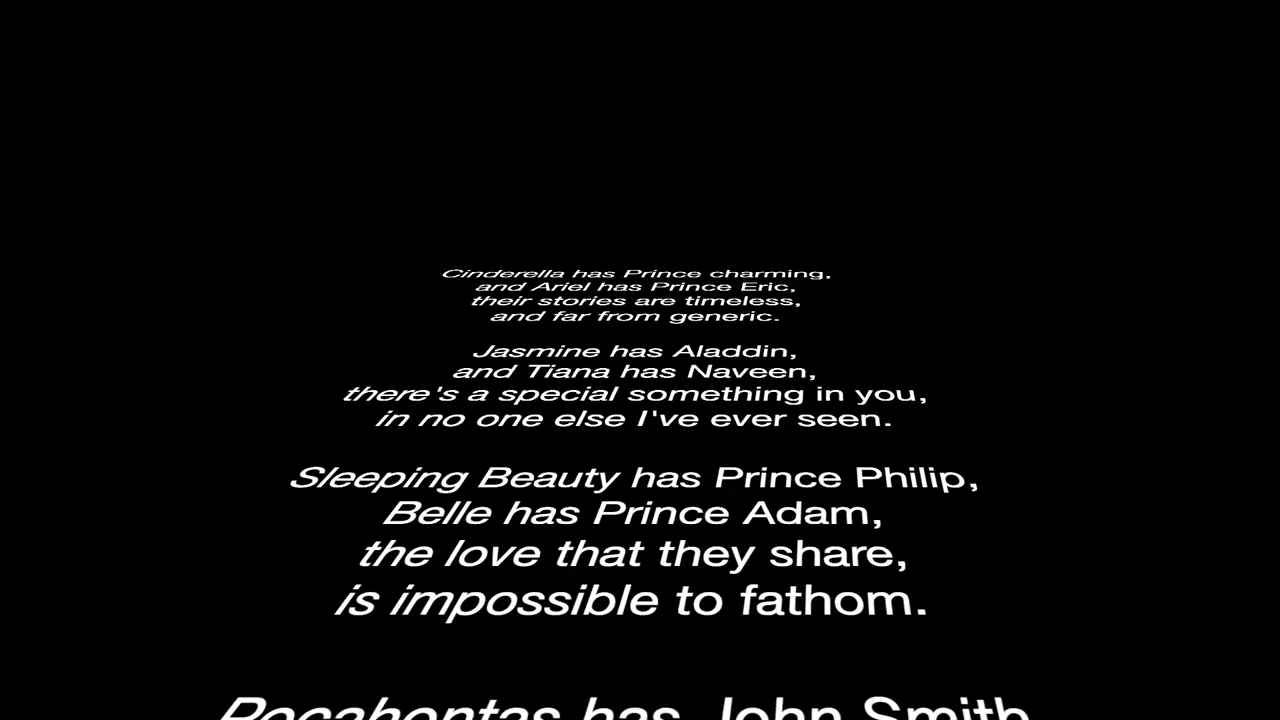 Cinderella has Prince charming,
and Ariel has Prince Eric,
their stories are timeless,
and far from generic.
Jasmine has Aladdin,
and Tiana has Naveen,
there's a special something in you,
in no one else I've ever seen.
Sleeping Beauty has Prince Philip,
Belle has Prince Adam,
the love that they share,
is impossible to fathom.
Pocahontas has John Smith